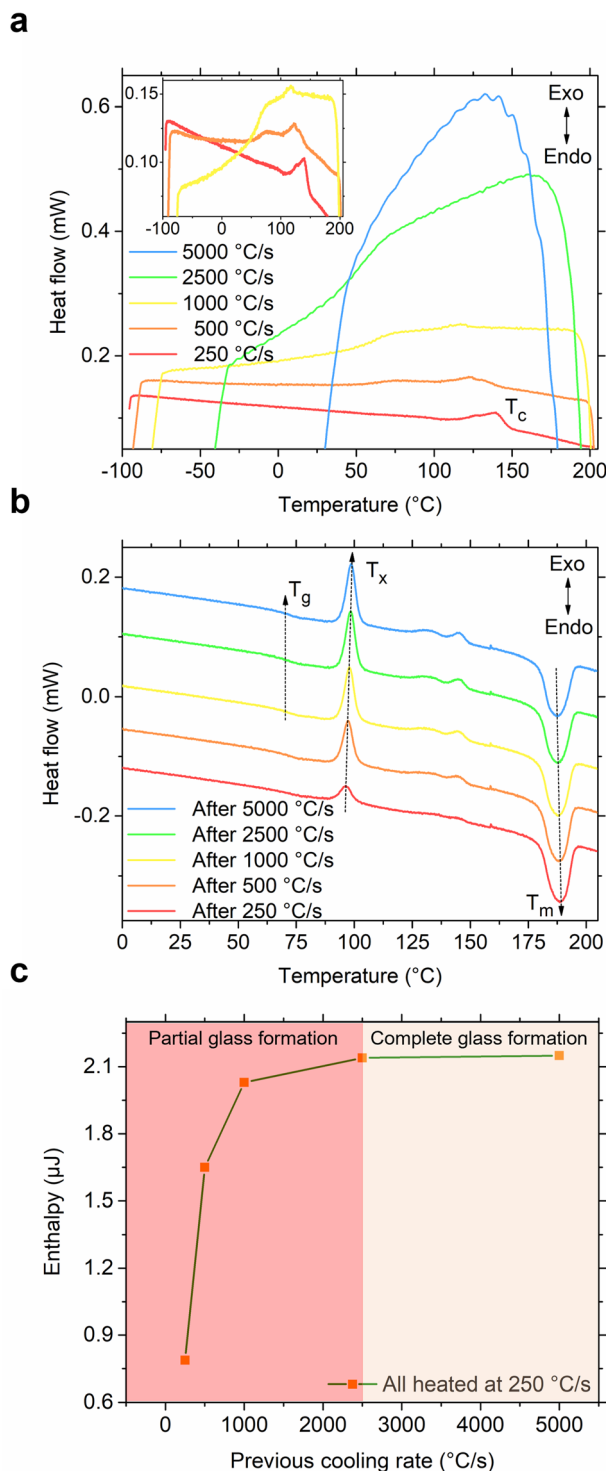 a
0.6
0.4
0.2
Heat flow (mW)
0.15
0.10
-100
0
100
200
Exo
Endo
5000 °C/s
2500 °C/s
1000 °C/s
500 °C/s
250 °C/s
Tc
-100 -50 0 50 100 150 200
Temperature (°C)
b
0.2
0.0
-0.2
Heat flow (mW)
Tg
Tx
Exo
Endo
After 5000 °C/s
After 2500 °C/s
After 1000 °C/s
After 500 °C/s
After 250 °C/s
Tm
0 25 50 75 100 125 150 175 200
Temperature (°C)
c
Partial glass formation
Complete glass formation
2.1
1.8
1.5
1.2
0.9
0.6
Enthalpy (µJ)
All heated at 250 °C/s
0 1000 2000 3000 4000 5000
Previous cooling rate (°C/s)